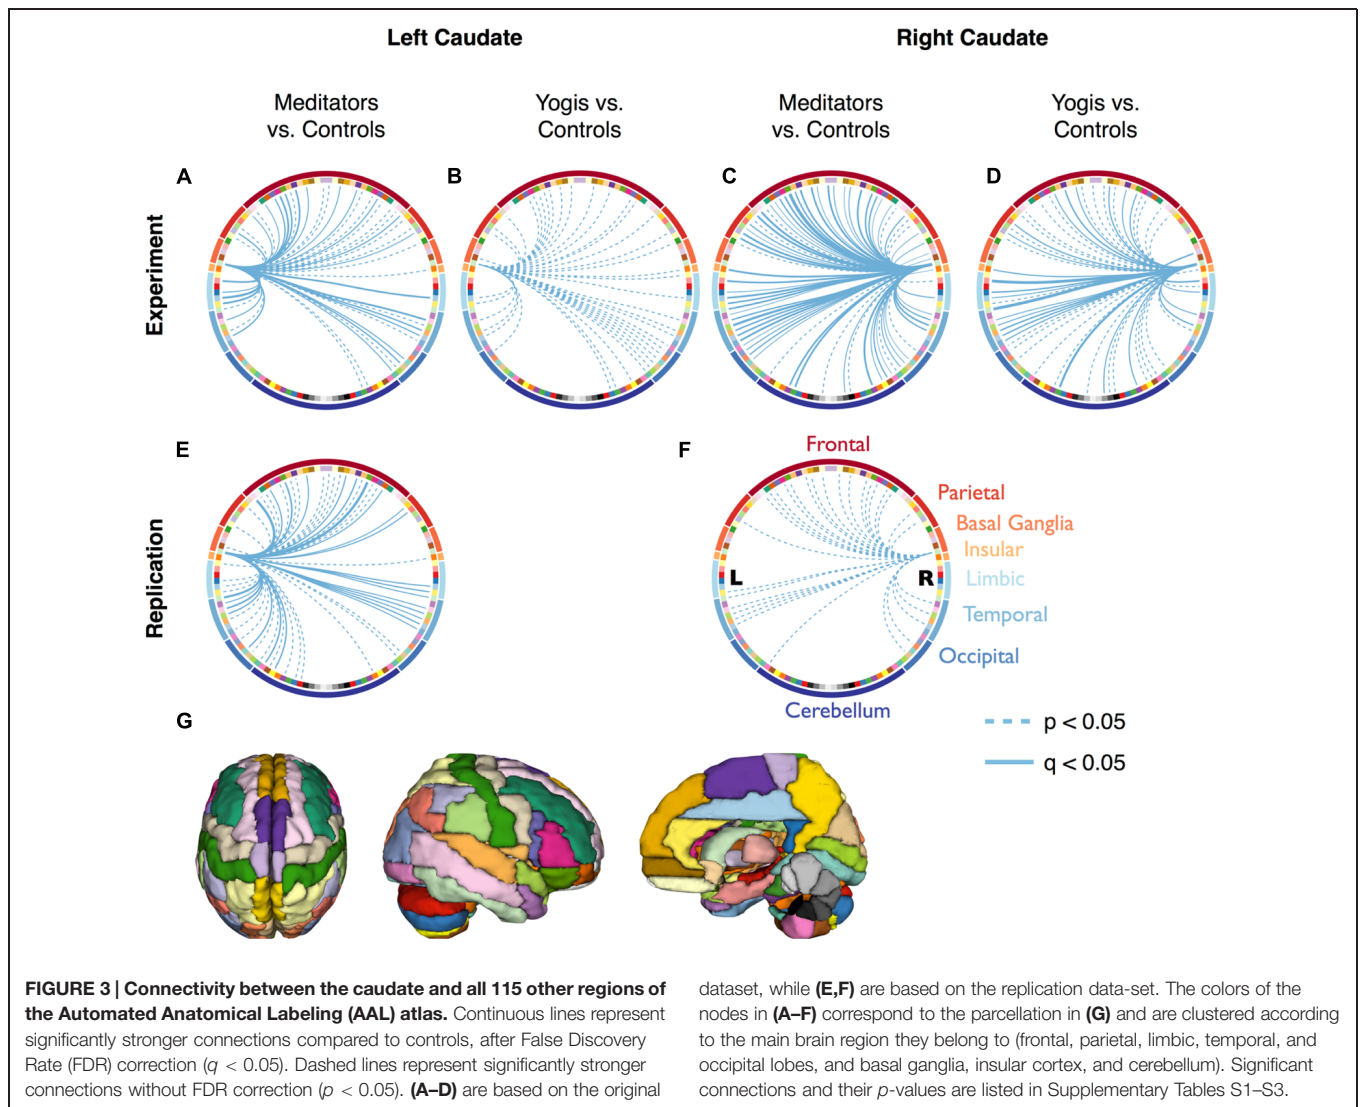 Left Caudate
Right Caudate
Meditators
vs. Controls
Yogis vs.
Controls
Meditators
vs. Controls
Yogis vs.
Controls
A
B
C
D
Experiment
E
F
Frontal
Parietal
Basal Ganglia
Insular
L
R
Limbic
Temporal
Occipital
Cerebellum
Replication
G
p < 0.05
q < 0.05
FIGURE 3 | Connectivity between the caudate and all 115 other regions of
the Automated Anatomical Labeling (AAL) atlas. Continuous lines represent
significantly stronger connections compared to controls, after False Discovery
Rate (FDR) correction (q < 0.05). Dashed lines represent significantly stronger
connections without FDR correction (p < 0.05). (A–D) are based on the original
dataset, while (E,F) are based on the replication data-set. The colors of the
nodes in (A–F) correspond to the parcellation in (G) and are clustered according
to the main brain region they belong to (frontal, parietal, limbic, temporal, and
occipital lobes, and basal ganglia, insular cortex, and cerebellum). Significant
connections and their p-values are listed in Supplementary Tables S1–S3.